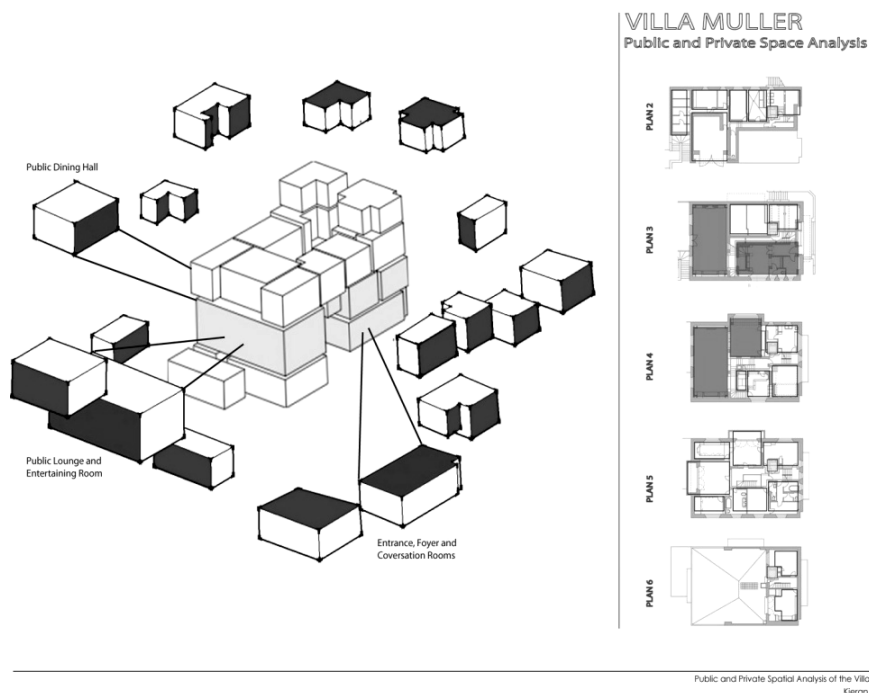 VILLA MULLER
Public and Private Space Analysis
Public Dining Hall
Public Lounge and
Entertaining Room
Entrance, Foyer and
Coversation Rooms
PLAN 2
PLAN 3
PLAN 4
PLAN 5
PLAN 6
Public and Private Spatial Analysis of the Villa
Kieran